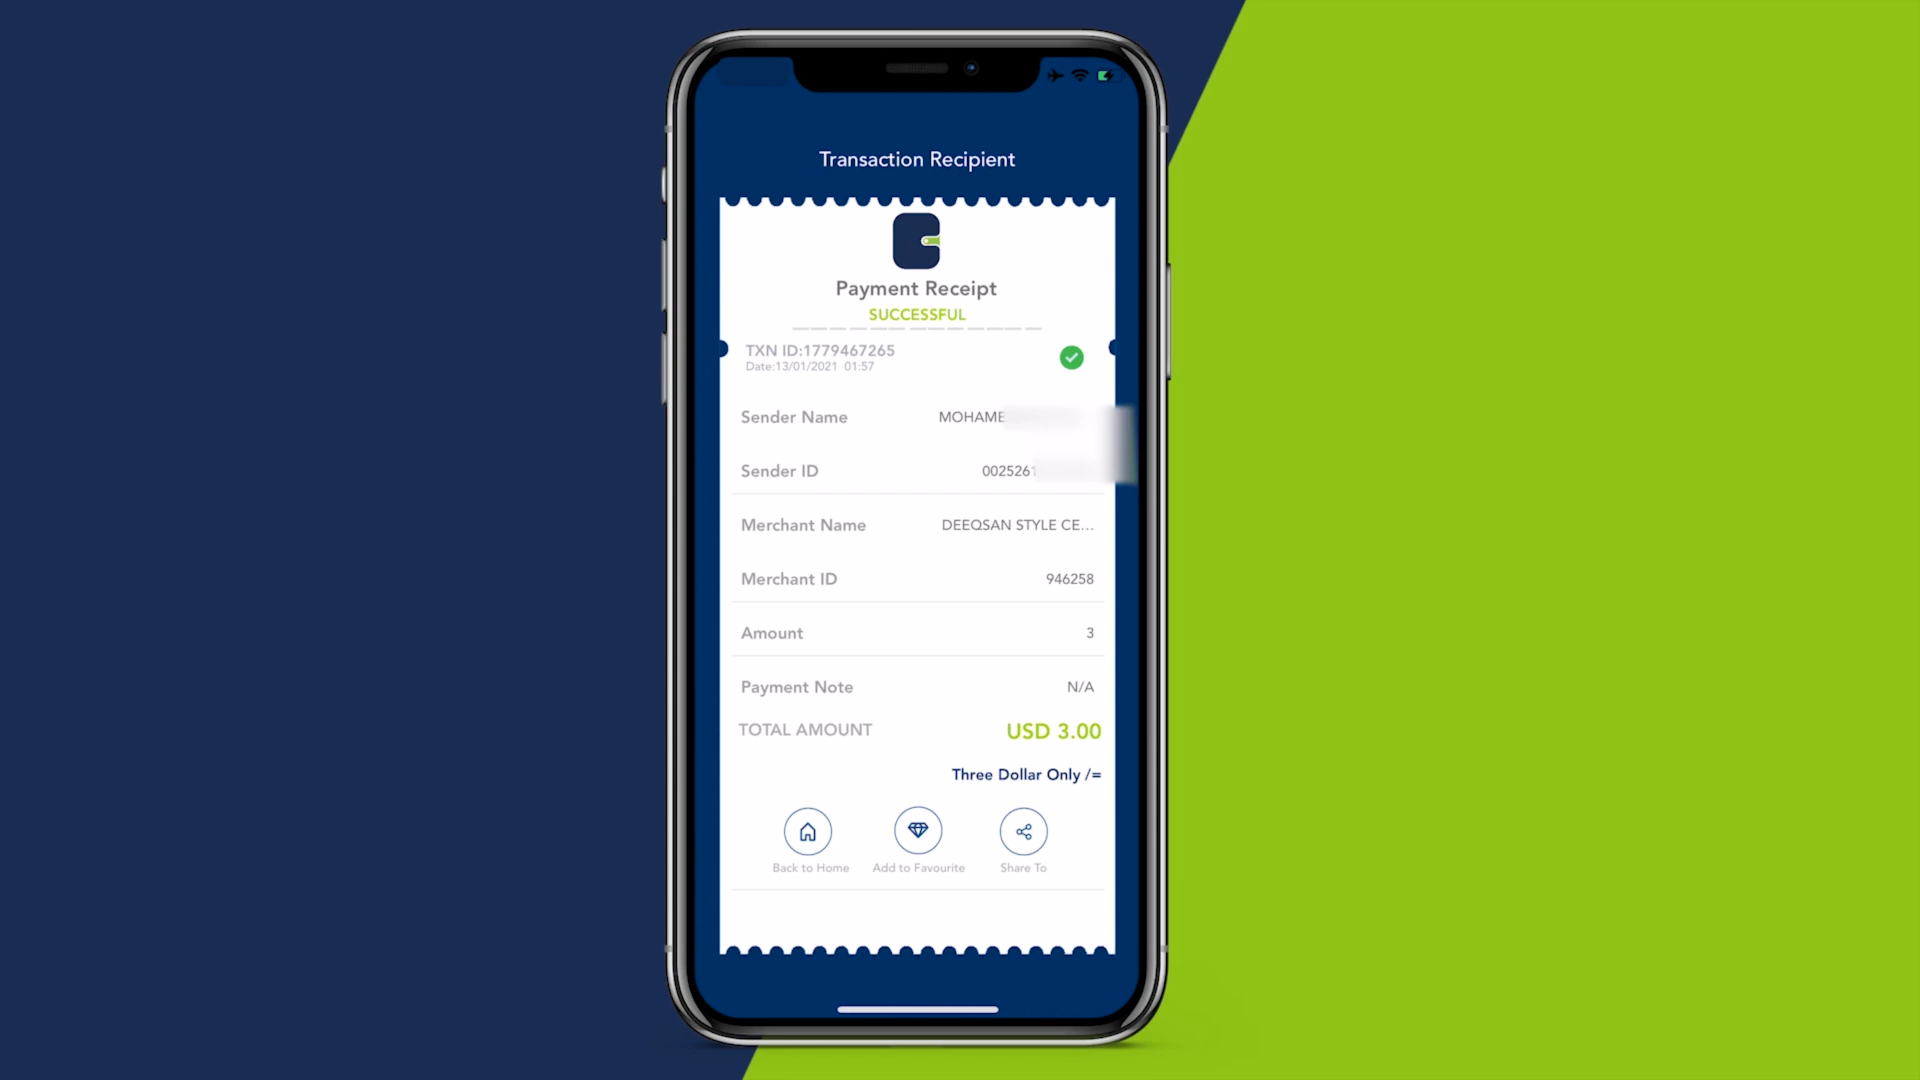 Transaction Recipient
Payment Receipt
SUCCESSFUL
TXN ID:1779467265
Date:13/01/2021 01:57
Sender Name MOHAME
Sender ID 0025261
Merchant Name DEEQSAN STYLE CE...
Merchant ID 946258
Amount 3
Payment Note N/A
TOTAL AMOUNT USD 3.00
Three Dollar Only /=
Back to Home Add to Favourite Share To